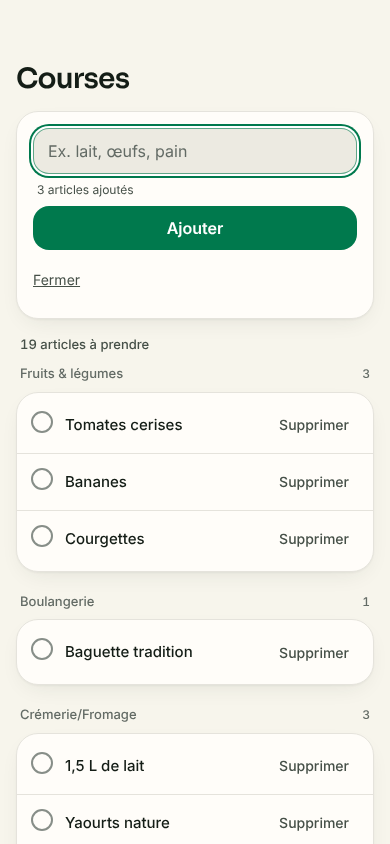 Courses
Ex. lait, œufs, pain
3 articles ajoutés
Ajouter
Fermer
19 articles à prendre
Fruits & légumes 3
Tomates cerises Supprimer
Bananes Supprimer
Courgettes Supprimer
Boulangerie 1
Baguette tradition Supprimer
Crémerie/Fromage 3
1,5 L de lait Supprimer
Yaourts nature Supprimer